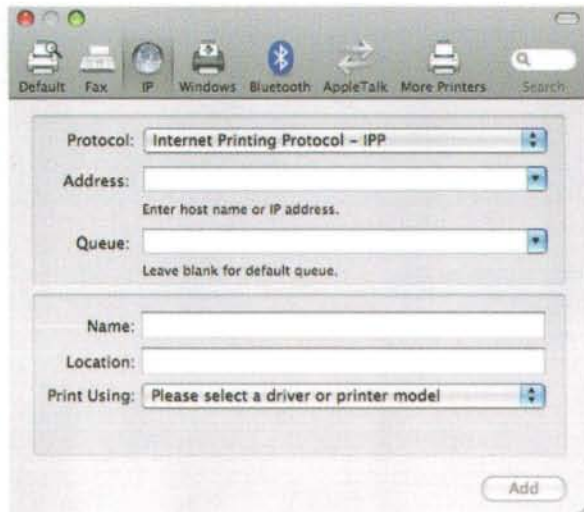 Default Fax IP Windows Bluetooth AppleTalk More Printers Search
Protocol: Internet Printing Protocol – IPP
Address:
Enter host name or IP address.
Queue:
Leave blank for default queue.
Name:
Location:
Print Using: Please select a driver or printer model
Add